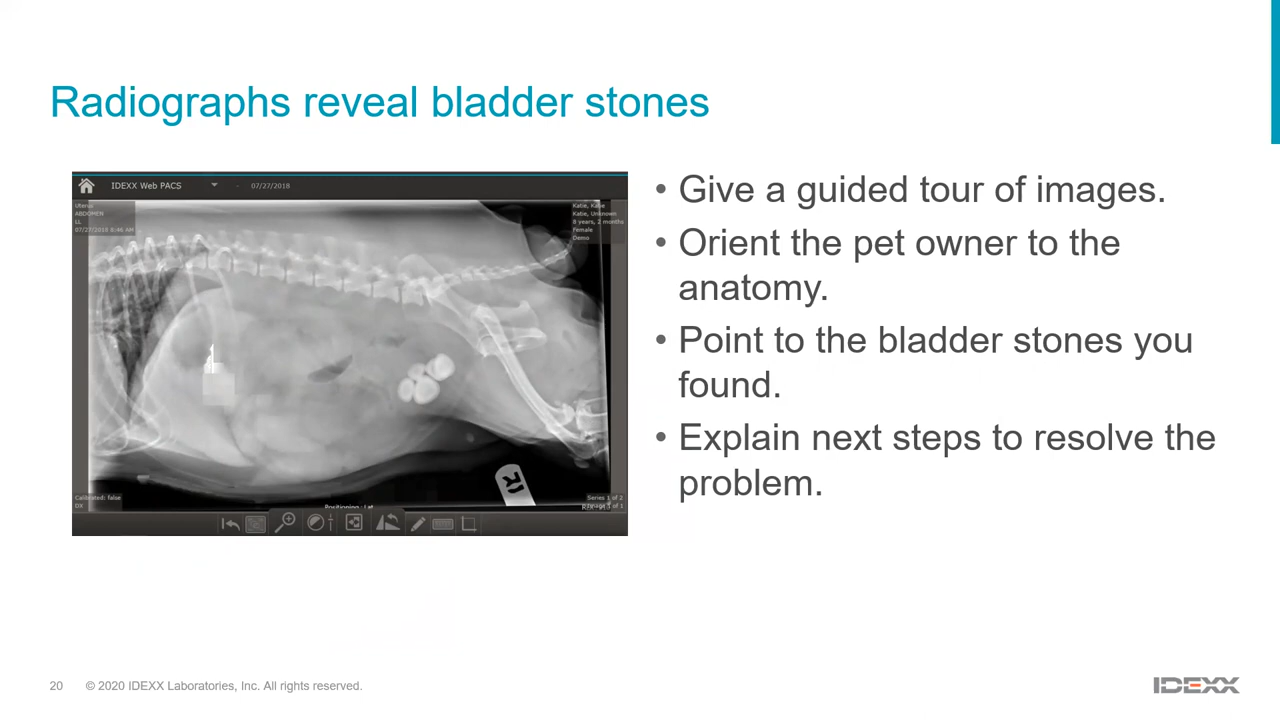 Radiographs reveal bladder stones
IDEXX Web PACS - 07/27/2018
Uterus
ABDOMEN
LL
07/27/2018 8:46 AM
Katie, Katie
Katie, Unknown
8 years, 2 months
Female
Demo
R
Calibrated: false
DX
Positioning: Lat
Series 1 of 2
of 1
• Give a guided tour of images.
• Orient the pet owner to the
anatomy.
• Point to the bladder stones you
found.
• Explain next steps to resolve the
problem.
20 © 2020 IDEXX Laboratories, Inc. All rights reserved.
IDEXX